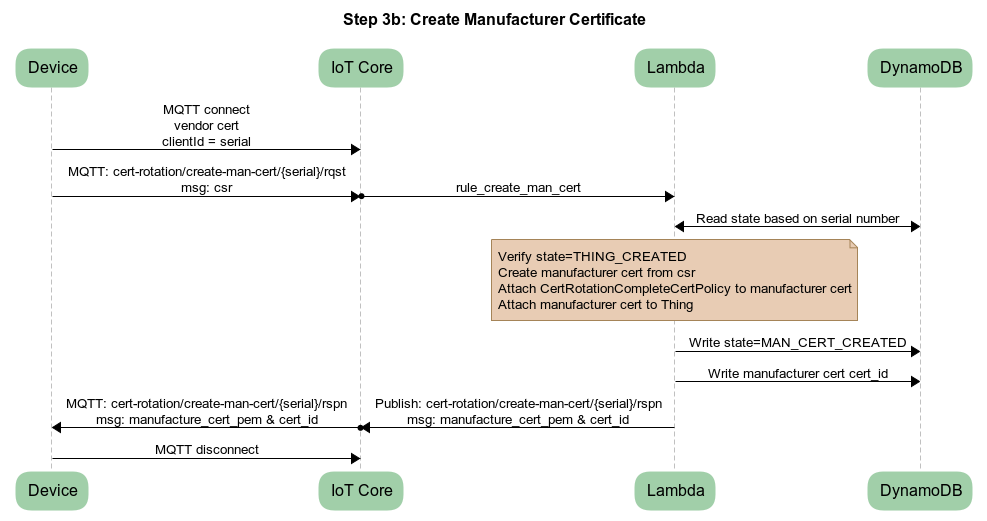 Step 3b: Create Manufacturer Certificate
Device
IoT Core
Lambda
DynamoDB
MQTT connect
vendor cert
clientId = serial
MQTT: cert-rotation/create-man-cert/{serial}/rqst
msg: csr
rule_create_man_cert
Read state based on serial number
Verify state=THING_CREATED
Create manufacturer cert from csr
Attach CertRotationCompleteCertPolicy to manufacturer cert
Attach manufacturer cert to Thing
Write state=MAN_CERT_CREATED
Write manufacturer cert cert_id
Publish: cert-rotation/create-man-cert/{serial}/rspn
msg: manufacture_cert_pem & cert_id
MQTT: cert-rotation/create-man-cert/{serial}/rspn
msg: manufacture_cert_pem & cert_id
MQTT disconnect
Device
IoT Core
Lambda
DynamoDB